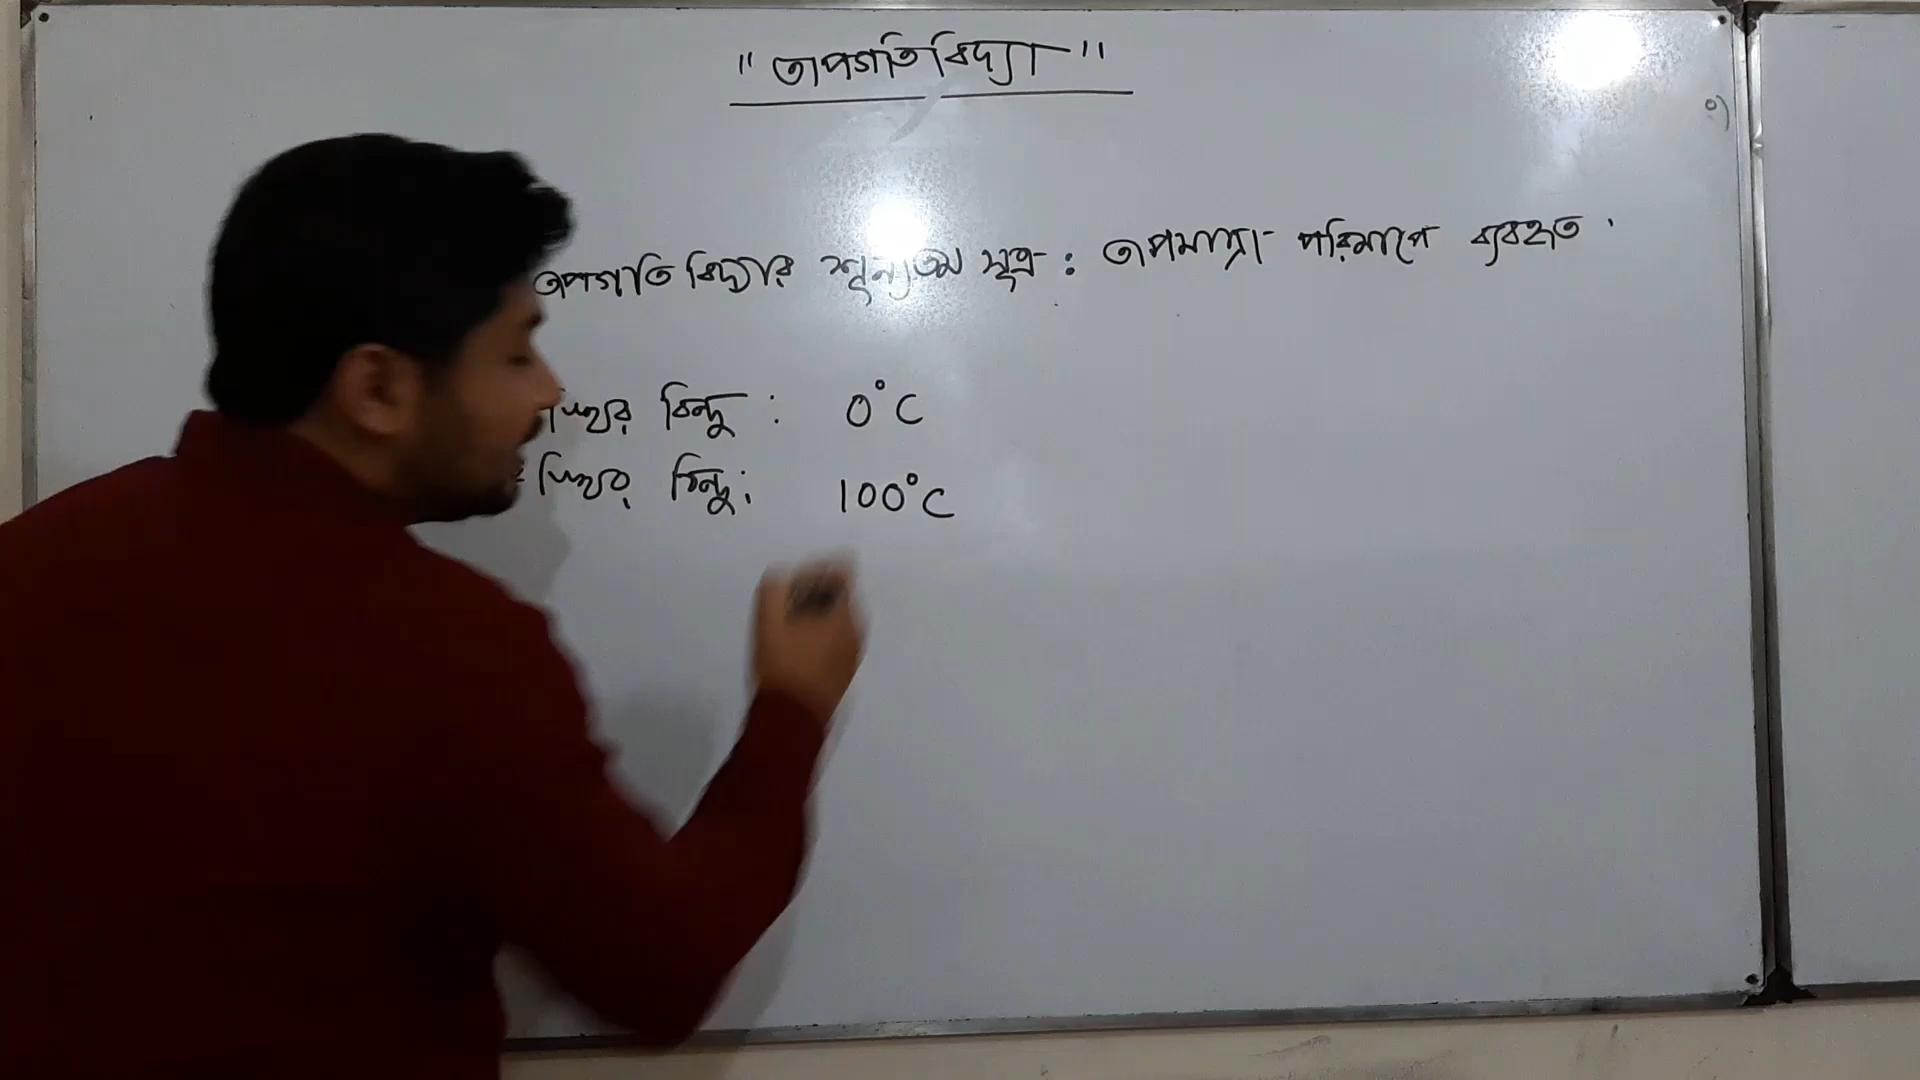 "তাপগতিবিদ্যা"
তাপগতিবিদ্যার শূন্যতম সূত্র : তাপমাত্রা পরিমাপে ব্যবহৃত
স্থির বিন্দু : 0°C
স্থির বিন্দু : 100°C